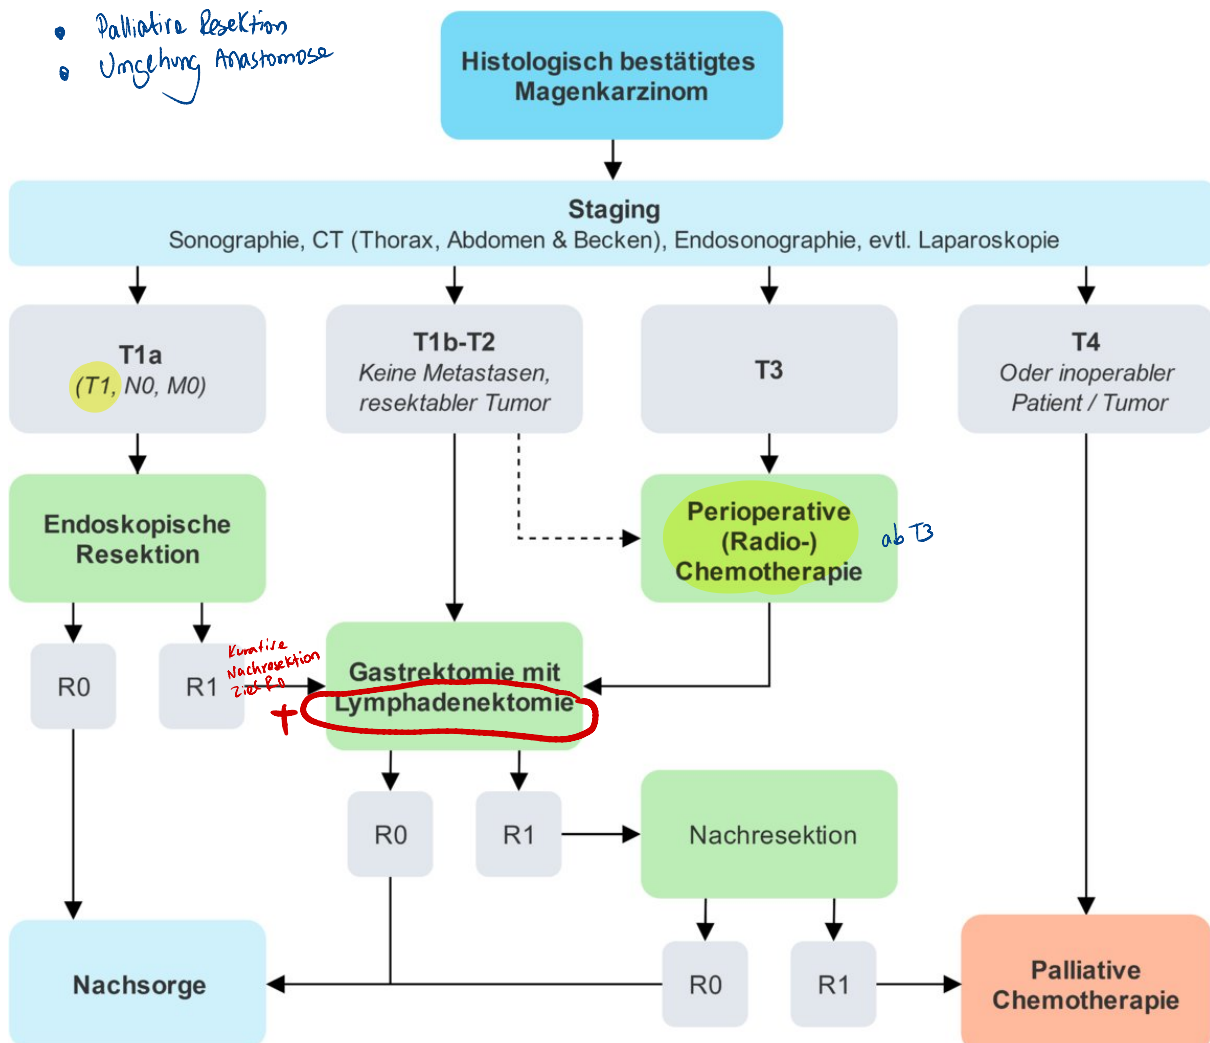 • Palliative Resektion
• Umgehung Anastomose
Histologisch bestätigtes
Magenkarzinom
Staging
Sonographie, CT (Thorax, Abdomen & Becken), Endosonographie, evtl. Laparoskopie
T1a
(T1, N0, M0)
T1b-T2
Keine Metastasen,
resektabler Tumor
T3
T4
Oder inoperabler
Patient / Tumor
Endoskopische
Resektion
Perioperative
(Radio-)
Chemotherapie
ab T3
R0
R1
Kurative
Nachresektion
Ziel R0
+
Gastrektomie mit
Lymphadenektomie
R0
R1
Nachresektion
Nachsorge
R0
R1
Palliative
Chemotherapie